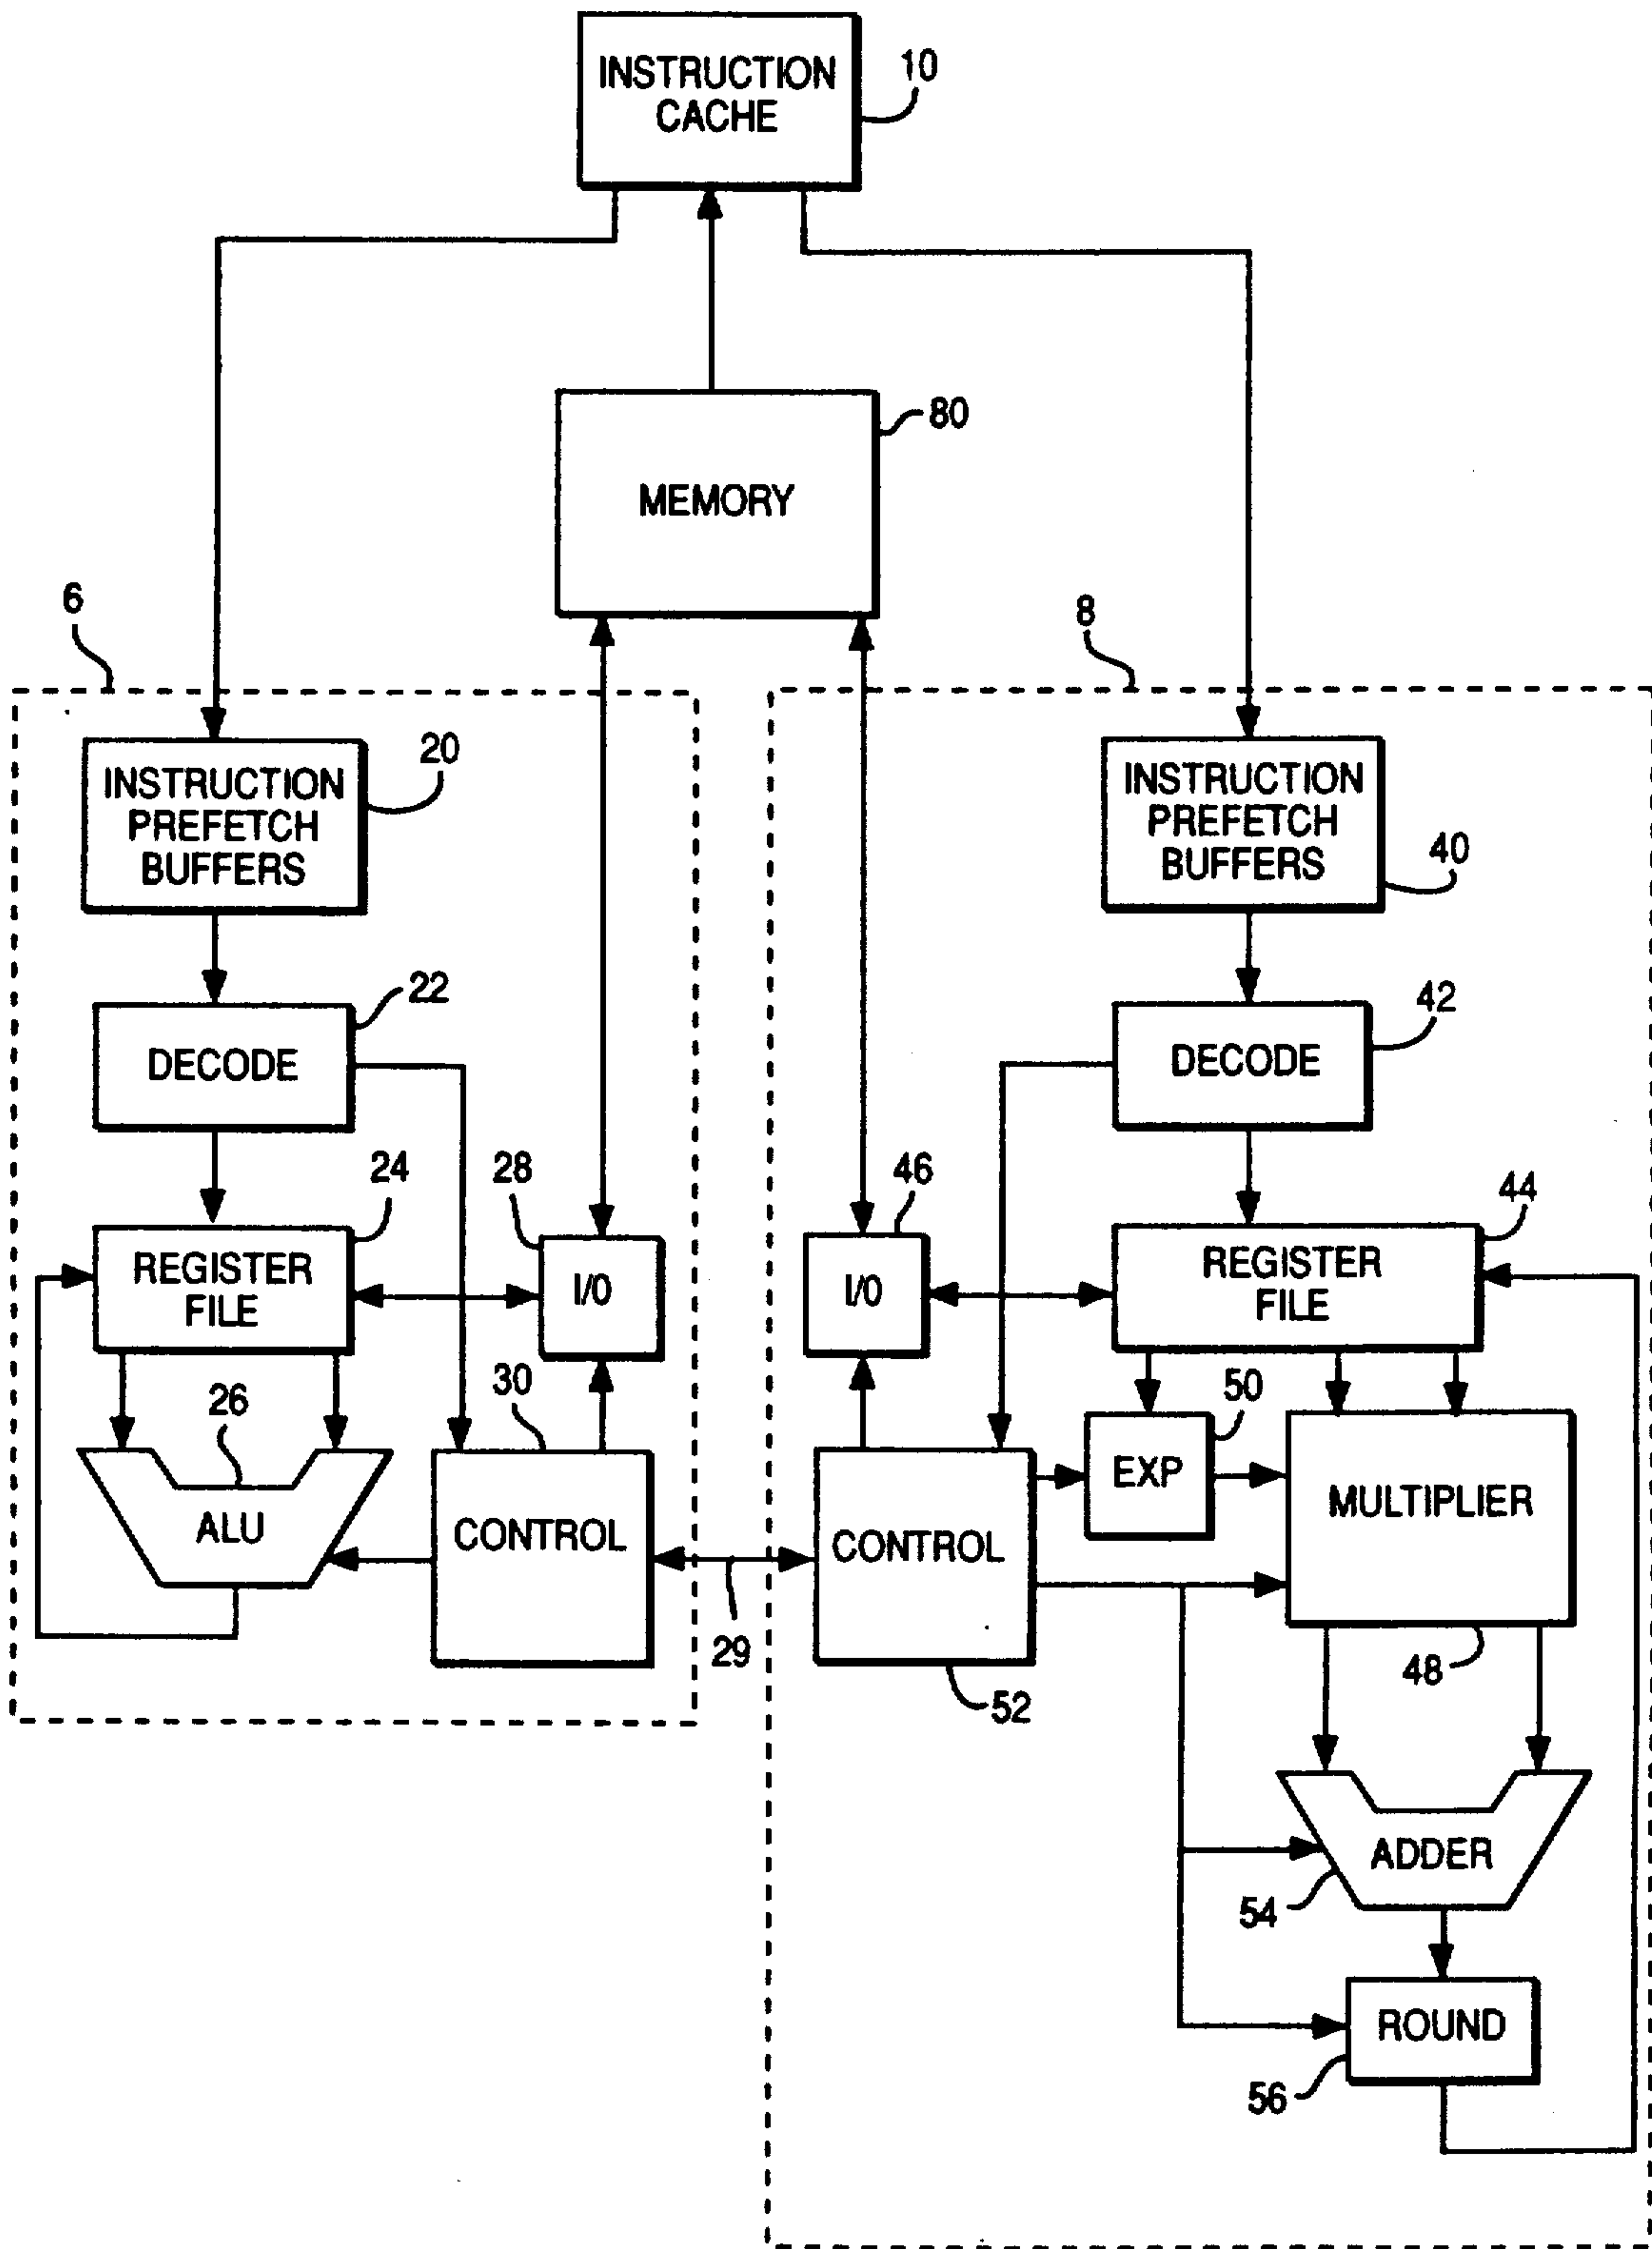 INSTRUCTION
CACHE
10
MEMORY
80
6
8
INSTRUCTION
PREFETCH
BUFFERS
20
INSTRUCTION
PREFETCH
BUFFERS
40
DECODE
22
DECODE
42
REGISTER
FILE
24
I/0
28
I/0
46
REGISTER
FILE
44
26
ALU
30
CONTROL
29
CONTROL
52
EXP
50
MULTIPLIER
48
ADDER
54
ROUND
56